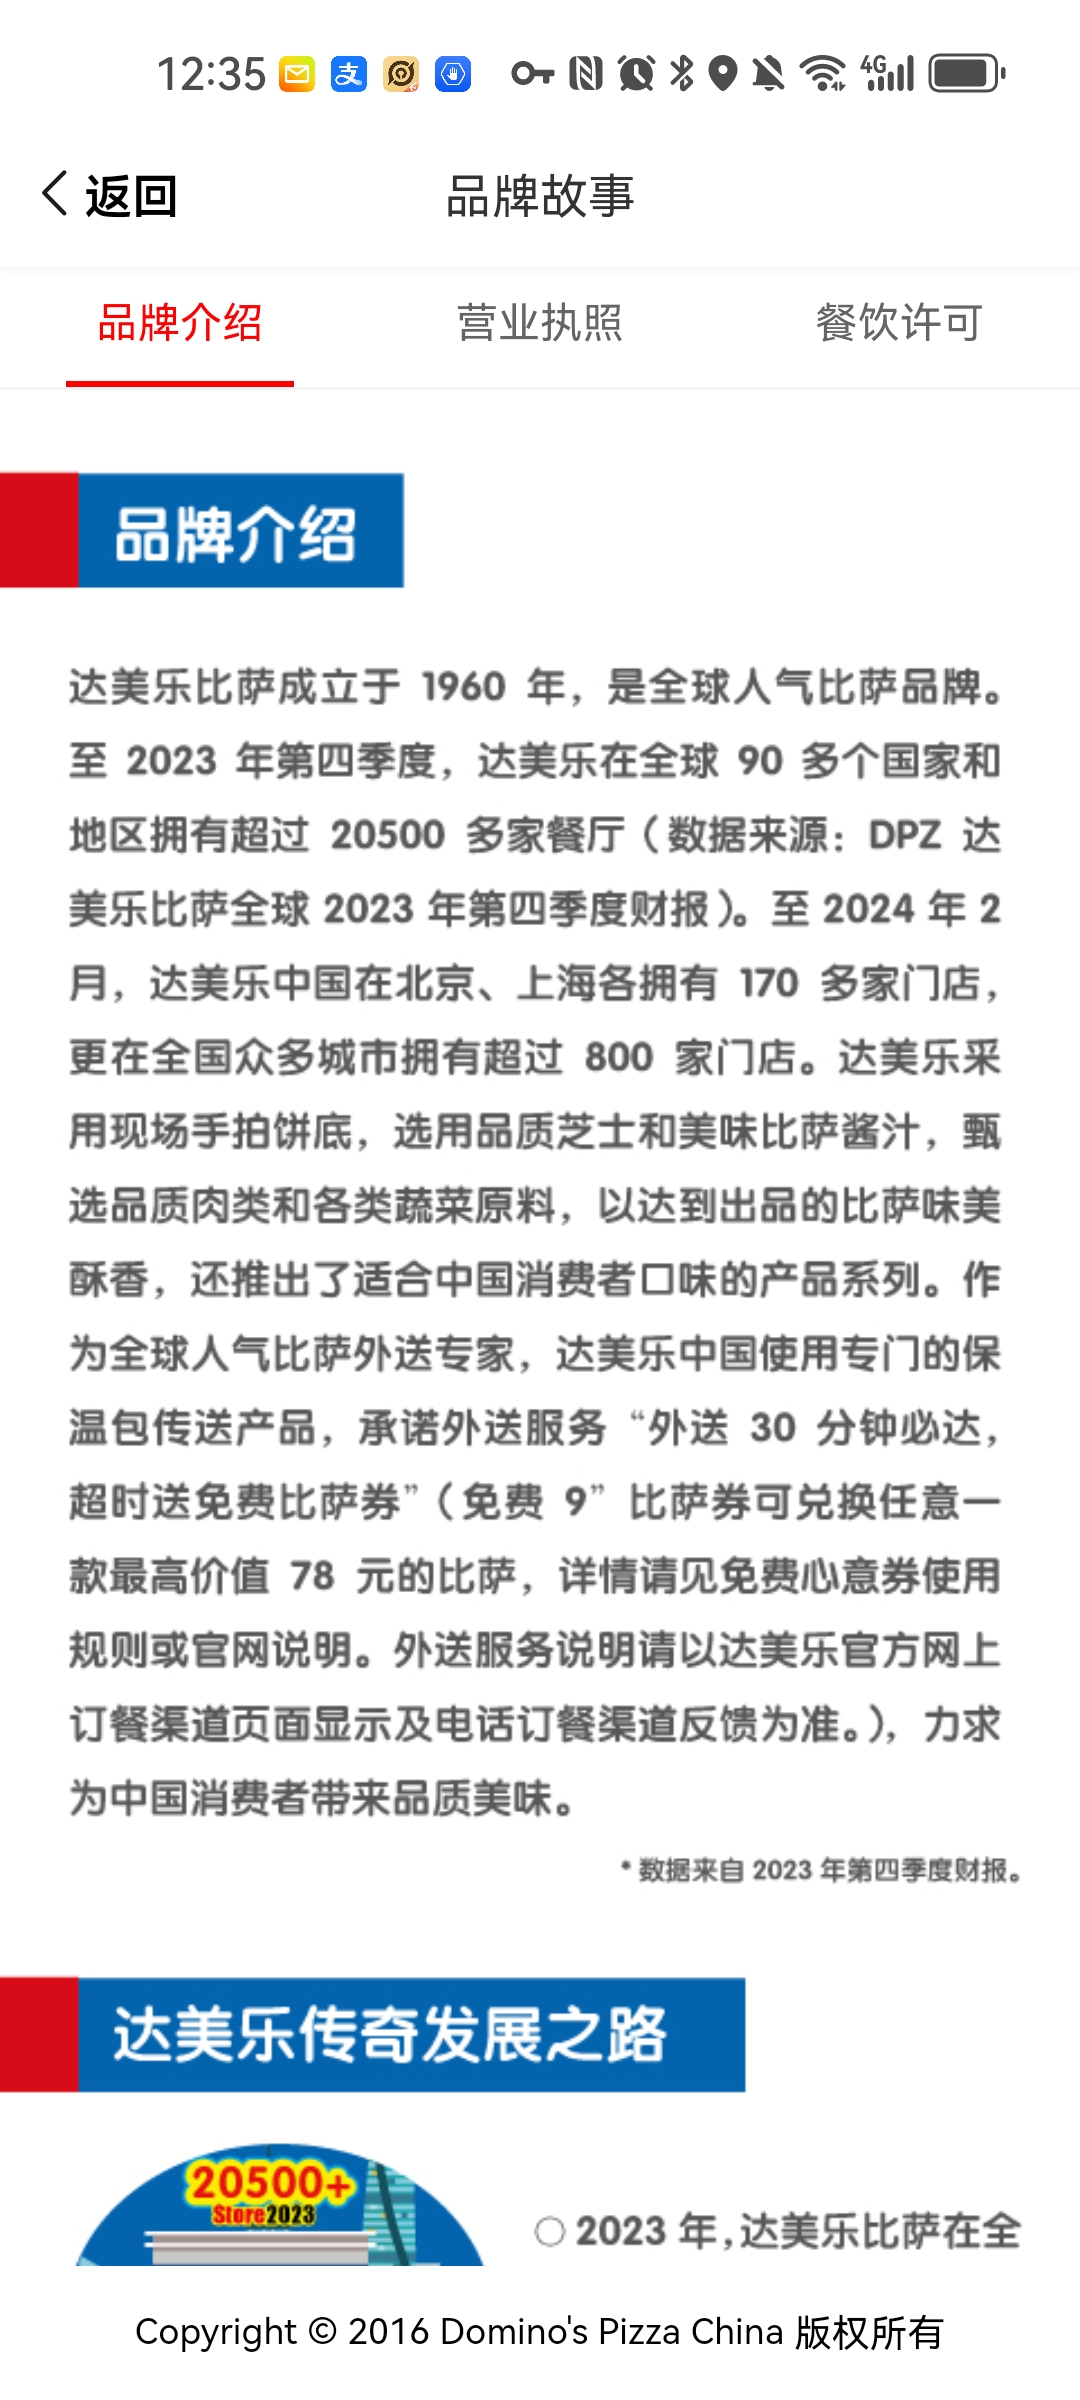 12:35
4G
返回
品牌故事
品牌介绍
营业执照
餐饮许可
品牌介绍
达美乐比萨成立于 1960 年，是全球人气比萨品牌。
至 2023 年第四季度，达美乐在全球 90 多个国家和
地区拥有超过 20500 多家餐厅（数据来源：DPZ 达
美乐比萨全球 2023 年第四季度财报）。至 2024 年 2
月，达美乐中国在北京、上海各拥有 170 多家门店，
更在全国众多城市拥有超过 800 家门店。达美乐采
用现场手拍饼底，选用品质芝士和美味比萨酱汁，甄
选品质肉类和各类蔬菜原料，以达到出品的比萨味美
酥香，还推出了适合中国消费者口味的产品系列。作
为全球人气比萨外送专家，达美乐中国使用专门的保
温包传送产品，承诺外送服务“外送 30 分钟必达，
超时送免费比萨券”（免费 9” 比萨券可兑换任意一
款最高价值 78 元的比萨，详情请见免费心意券使用
规则或官网说明。外送服务说明请以达美乐官方网上
订餐渠道页面显示及电话订餐渠道反馈为准。），力求
为中国消费者带来品质美味。
* 数据来自 2023 年第四季度财报。
达美乐传奇发展之路
20500+
Store2023
2023 年,达美乐比萨在全
Copyright © 2016 Domino's Pizza China 版权所有